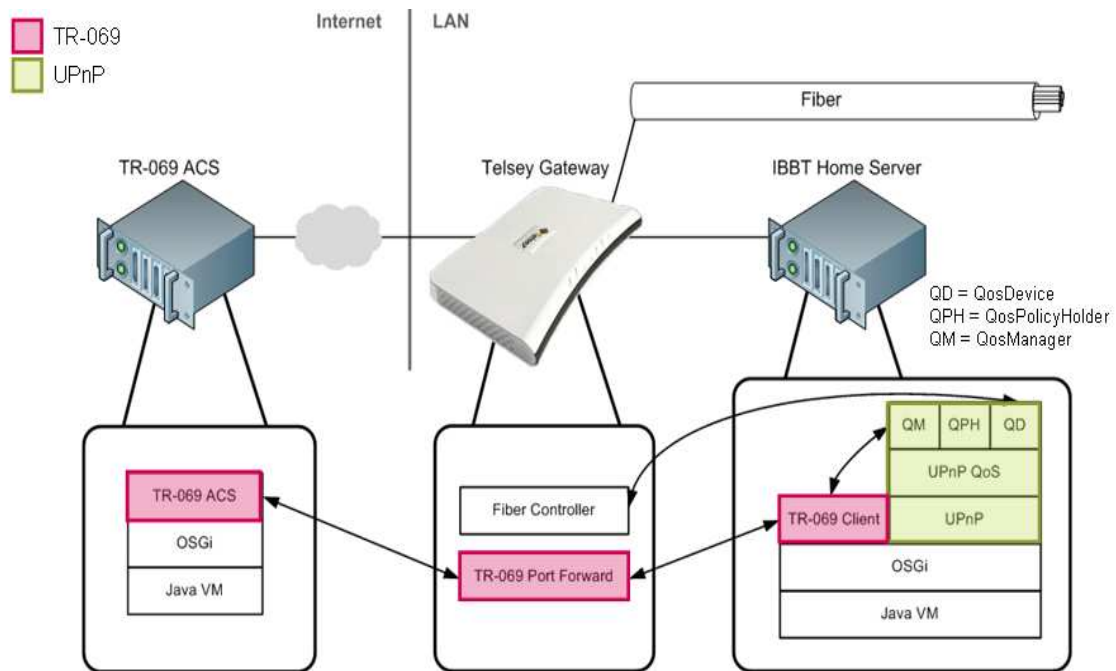 Internet
LAN
TR-069
UPnP
Fiber
TR-069 ACS
Telsey Gateway
IBBT Home Server
QD = QosDevice
QPH = QosPolicyHolder
QM = QosManager
TR-069 ACS
OSGi
Java VM
Fiber Controller
TR-069 Port Forward
QM
QPH
QD
UPnP QoS
TR-069 Client
UPnP
OSGi
Java VM